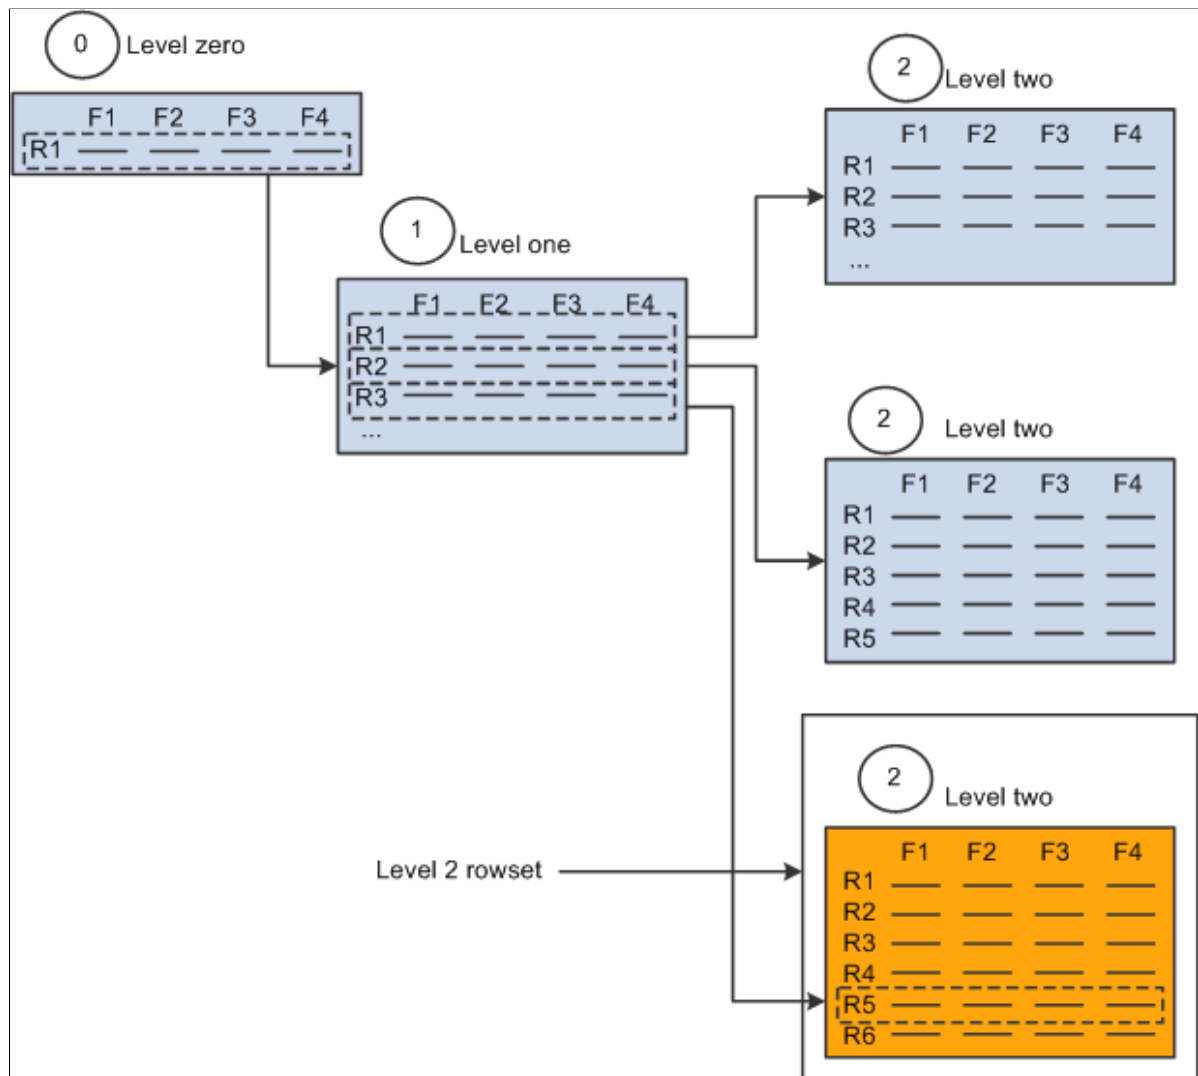 0 Level zero
F1 F2 F3 F4
R1
1 Level one
F1 F2 F3 F4
R1
R2
R3
...
2 Level two
F1 F2 F3 F4
R1
R2
R3
...
2 Level two
F1 F2 F3 F4
R1
R2
R3
R4
R5
Level 2 rowset
2 Level two
F1 F2 F3 F4
R1
R2
R3
R4
R5
R6